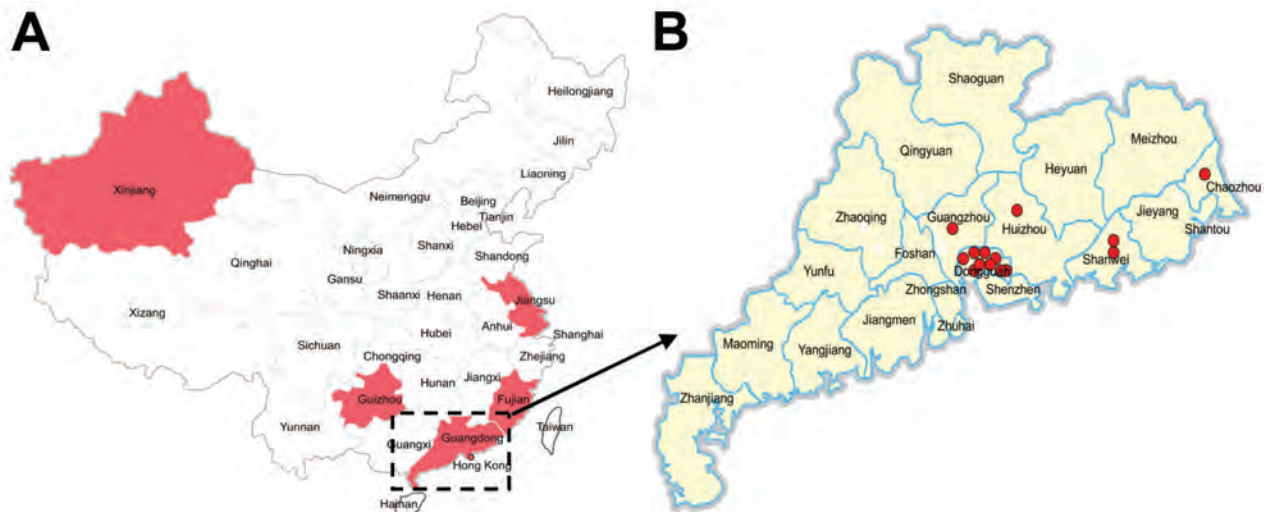 A
Heilongjiang
Jilin
Liaoning
Xinjiang
Neimenggu
Beijing
Tianjin
Hebei
Ningxia
Shanxi
Shandong
Qinghai
Gansu
Shaanxi
Henan
Jiangsu
Xizang
Anhui
Shanghai
Hubei
Sichuan
Chongqing
Zhejiang
Hunan
Jiangxi
Guizhou
Fujian
Yunnan
Guangxi
Guangdong
Taiwan
Hong Kong
Hainan
B
Shaoguan
Meizhou
Qingyuan
Heyuan
Chaozhou
Zhaoqing
Guangzhou
Huizhou
Jieyang
Shantou
Foshan
Shanwei
Yunfu
Dongguan
Zhongshan
Shenzhen
Jiangmen
Zhuhai
Maoming
Yangjiang
Zhanjiang